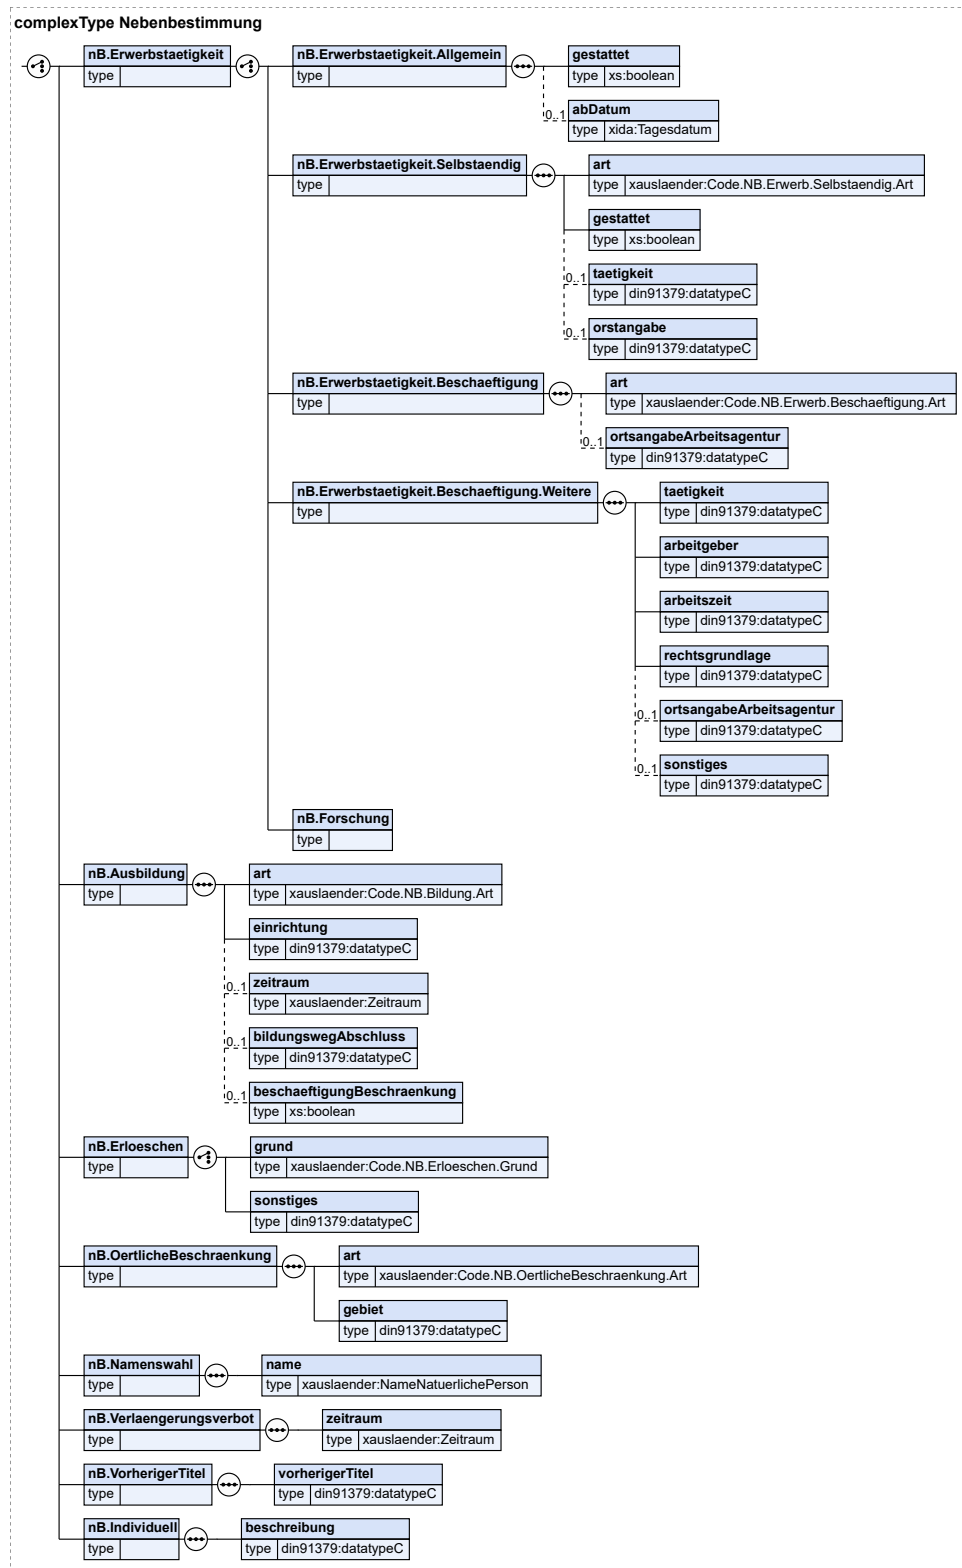 complexType Nebenbestimmung
nB.Erwerbstaetigkeit
type
nB.Erwerbstaetigkeit.Allgemein
type
gestattet
type xs:boolean
0..1
abDatum
type xida:Tagesdatum
nB.Erwerbstaetigkeit.Selbstaendig
type
art
type xauslaender:Code.NB.Erwerb.Selbstaendig.Art
gestattet
type xs:boolean
0..1
taetigkeit
type din91379:datatypeC
0..1
orstangabe
type din91379:datatypeC
nB.Erwerbstaetigkeit.Beschaeftigung
type
art
type xauslaender:Code.NB.Erwerb.Beschaeftigung.Art
0..1
ortsangabeArbeitsagentur
type din91379:datatypeC
nB.Erwerbstaetigkeit.Beschaeftigung.Weitere
type
taetigkeit
type din91379:datatypeC
arbeitgeber
type din91379:datatypeC
arbeitszeit
type din91379:datatypeC
rechtsgrundlage
type din91379:datatypeC
0..1
ortsangabeArbeitsagentur
type din91379:datatypeC
0..1
sonstiges
type din91379:datatypeC
nB.Forschung
type
nB.Ausbildung
type
art
type xauslaender:Code.NB.Bildung.Art
einrichtung
type din91379:datatypeC
0..1
zeitraum
type xauslaender:Zeitraum
0..1
bildungswegAbschluss
type din91379:datatypeC
0..1
beschaeftigungBeschraenkung
type xs:boolean
nB.Erloeschen
type
grund
type xauslaender:Code.NB.Erloeschen.Grund
sonstiges
type din91379:datatypeC
nB.OertlicheBeschraenkung
type
art
type xauslaender:Code.NB.OertlicheBeschraenkung.Art
gebiet
type din91379:datatypeC
nB.Namenswahl
type
name
type xauslaender:NameNatuerlichePerson
nB.Verlaengerungsverbot
type
zeitraum
type xauslaender:Zeitraum
nB.VorherigerTitel
type
vorherigerTitel
type din91379:datatypeC
nB.Individuell
type
beschreibung
type din91379:datatypeC